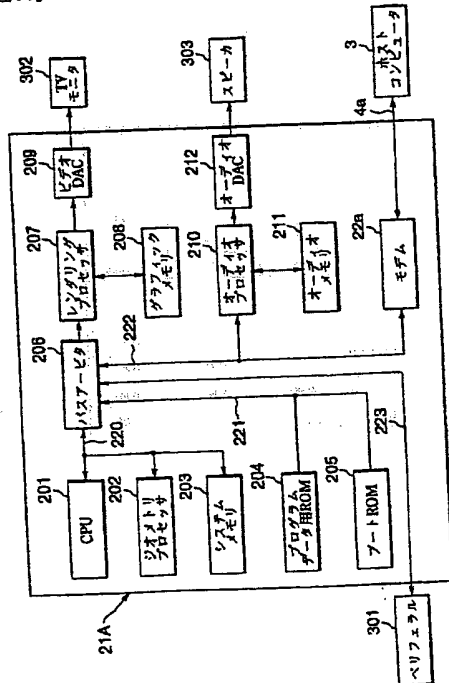 21A
201
CPU
202
ジオメトリ
プロセッサ
203
システム
メモリ
204
プログラム
データ用ROM
205
ブートROM
301
ペリフェラル
220
221
222
223
206
バスアービタ
207
レンダリング
プロセッサ
208
グラフィック
メモリ
209
ビデオ
DAC
302
TV
モニタ
210
オーディオ
プロセッサ
211
オーディオ
メモリ
212
オーディオ
DAC
303
スピーカ
22a
モデム
4a
3
ホスト
コンピュータ